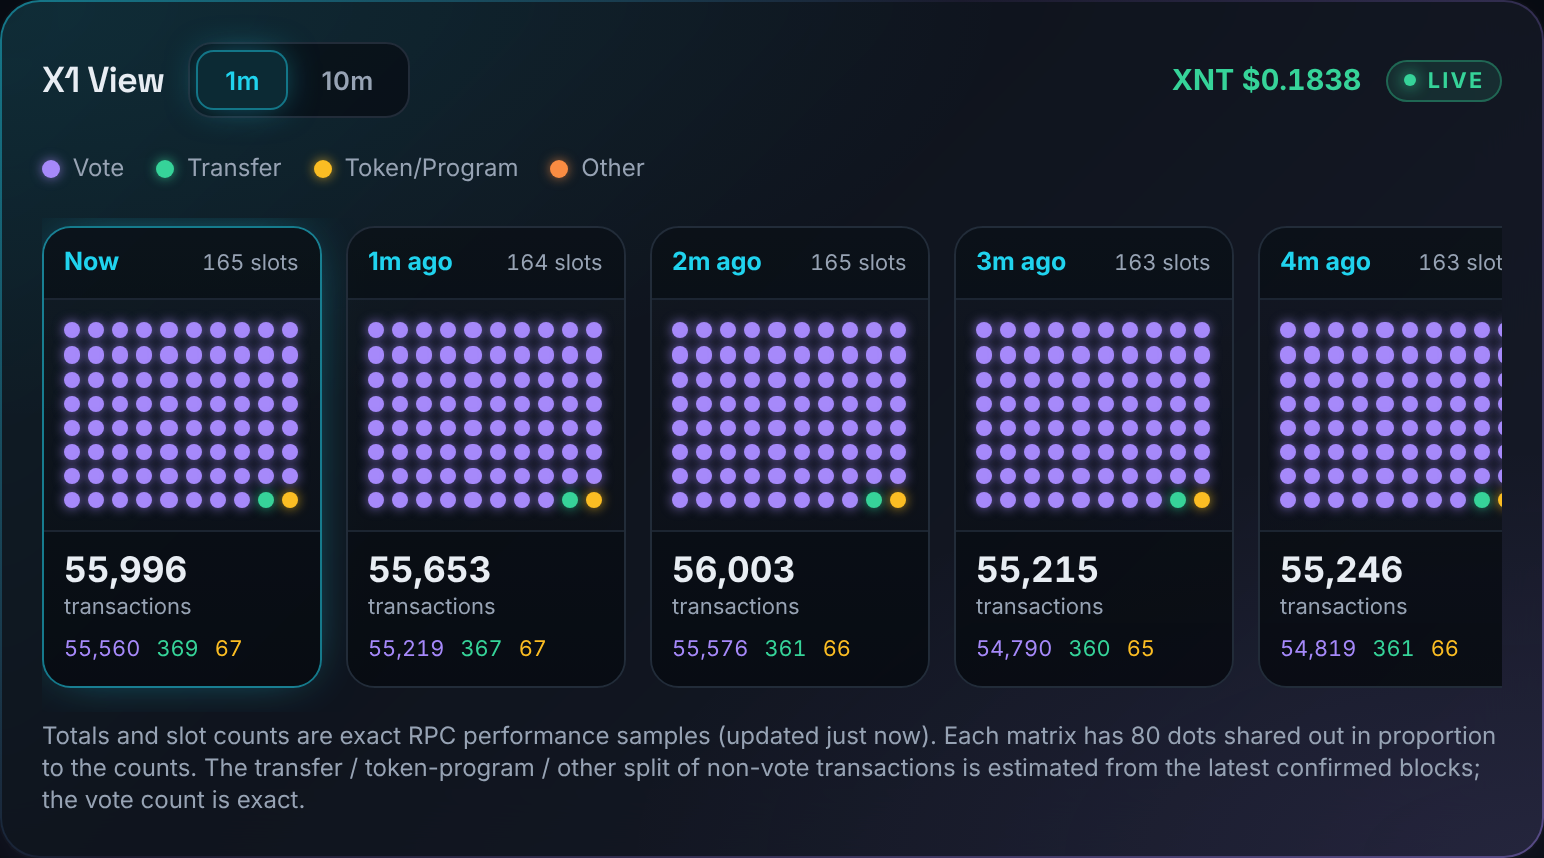 X1 View 1m 10m XNT $0.1838 LIVE
Vote Transfer Token/Program Other
Now 165 slots
55,996
transactions
55,560 369 67
1m ago 164 slots
55,653
transactions
55,219 367 67
2m ago 165 slots
56,003
transactions
55,576 361 66
3m ago 163 slots
55,215
transactions
54,790 360 65
4m ago 163 slot
55,246
transactions
54,819 361 66
Totals and slot counts are exact RPC performance samples (updated just now). Each matrix has 80 dots shared out in proportion
to the counts. The transfer / token-program / other split of non-vote transactions is estimated from the latest confirmed blocks;
the vote count is exact.